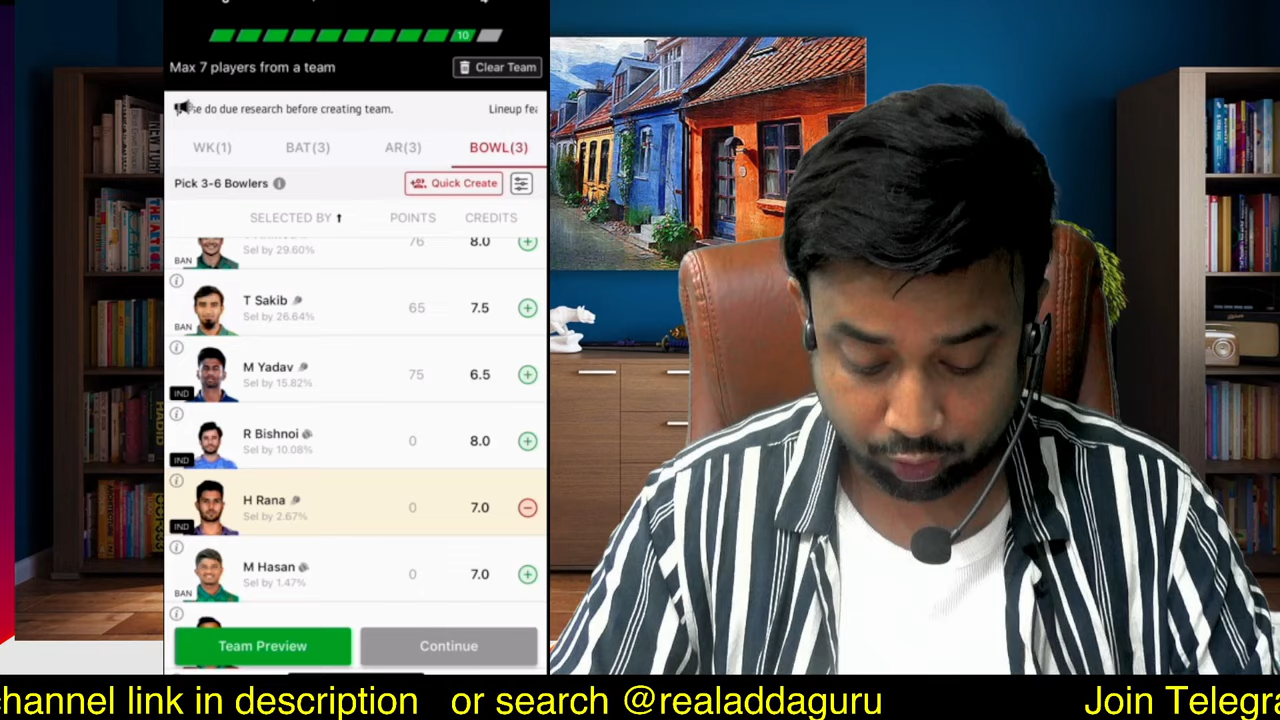 10
Max 7 players from a team
Clear Team
se do due research before creating team. Lineup fea
WK(1) BAT(3) AR(3) BOWL(3)
Pick 3-6 Bowlers
Quick Create
SELECTED BY POINTS CREDITS
BAN
Sel by 29.60%
76 8.0
T Sakib
Sel by 26.64%
BAN
65 7.5
M Yadav
Sel by 15.82%
IND
75 6.5
R Bishnoi
Sel by 10.08%
IND
0 8.0
H Rana
Sel by 2.67%
IND
0 7.0
M Hasan
Sel by 1.47%
BAN
0 7.0
Team Preview Continue
channel link in description or search @realaddaguru Join Telegra